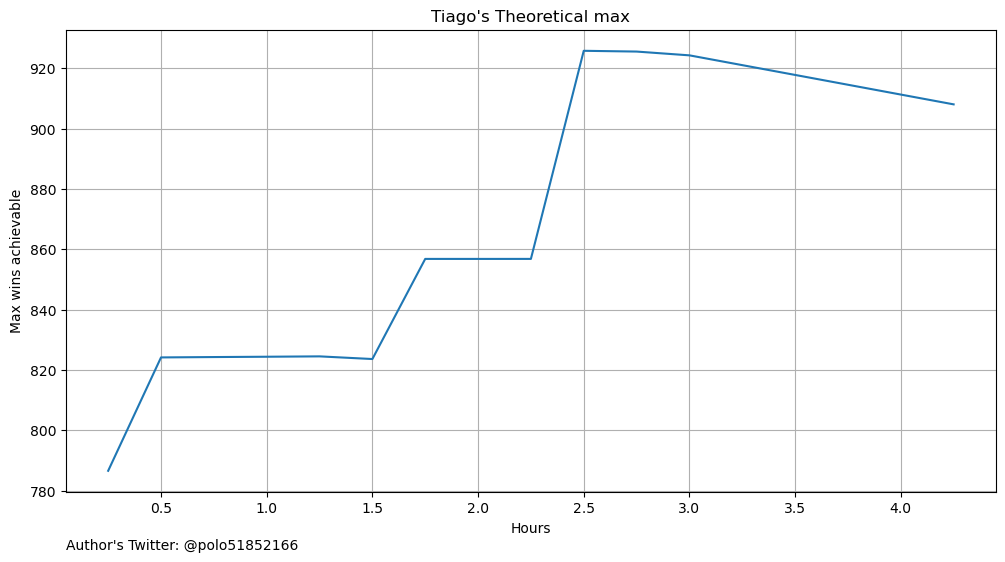 Tiago's Theoretical max
Max wins achievable
920
900
880
860
840
820
800
780
0.5 1.0 1.5 2.0 2.5 3.0 3.5 4.0
Hours
Author's Twitter: @polo51852166